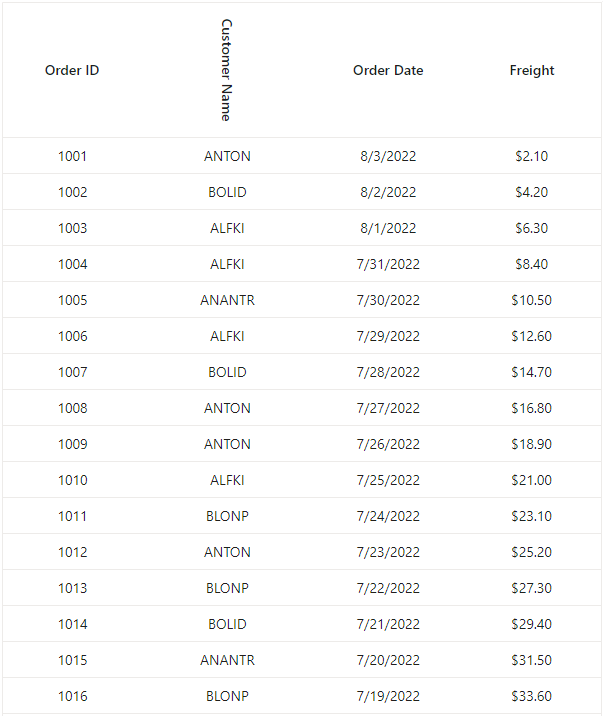 Order ID Customer Name Order Date Freight
1001 ANTON 8/3/2022 $2.10
1002 BOLID 8/2/2022 $4.20
1003 ALFKI 8/1/2022 $6.30
1004 ALFKI 7/31/2022 $8.40
1005 ANANTR 7/30/2022 $10.50
1006 ALFKI 7/29/2022 $12.60
1007 BOLID 7/28/2022 $14.70
1008 ANTON 7/27/2022 $16.80
1009 ANTON 7/26/2022 $18.90
1010 ALFKI 7/25/2022 $21.00
1011 BLONP 7/24/2022 $23.10
1012 ANTON 7/23/2022 $25.20
1013 BLONP 7/22/2022 $27.30
1014 BOLID 7/21/2022 $29.40
1015 ANANTR 7/20/2022 $31.50
1016 BLONP 7/19/2022 $33.60